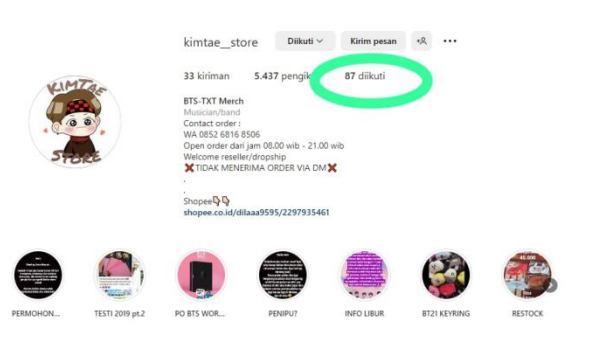 kimtae__store Diikuti Kirim pesan
33 kiriman 5.437 pengik 87 diikuti
KIMTAE
STORE
BTS-TXT Merch
Musician/band
Contact order :
WA 0852 6816 8506
Open order dari jam 08.00 wib - 21.00 wib
Welcome reseller/dropship
❌TIDAK MENERIMA ORDER VIA DM❌
.
.
Shopee👇👇
shopee.co.id/dilaaa9595/2297935461
PERMOHON... TESTI 2019 pt.2 PO BTS WOR... PENIPU? INFO LIBUR BT21 KEYRING RESTOCK